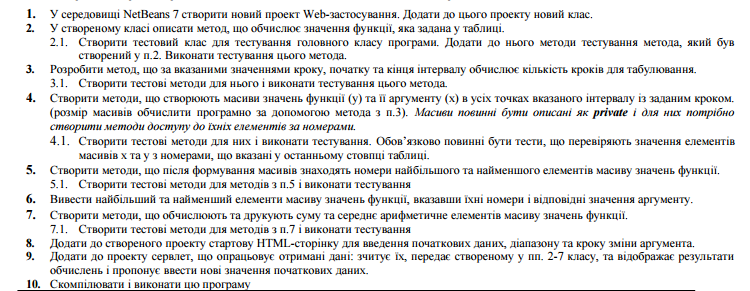 1. У середовищі NetBeans 7 створити новий проект Web-застосування. Додати до цього проекту новий клас.
2. У створеному класі описати метод, що обчислює значення функції, яка задана у таблиці.
2.1. Створити тестовий клас для тестування головного класу програми. Додати до нього методи тестування метода, який був
створений у п.2. Виконати тестування цього метода.
3. Розробити метод, що за вказаними значеннями кроку, початку та кінця інтервалу обчислює кількість кроків для табулювання.
3.1. Створити тестові методи для нього і виконати тестування цього метода.
4. Створити методи, що створюють масиви значень функції (y) та її аргументу (x) в усіх точках вказаного інтервалу із заданим кроком.
(розмір масивів обчислити програмно за допомогою метода з п.3). Масиви повинні бути описані як private і для них потрібно
створити методи доступу до їхніх елементів за номерами.
4.1. Створити тестові методи для них і виконати тестування. Обов’язково повинні бути тести, що перевіряють значення елементів
масивів x та y з номерами, що вказані у останньому стовпці таблиці.
5. Створити методи, що після формування масивів знаходять номери найбільшого та найменшого елементів масиву значень функції.
5.1. Створити тестові методи для методів з п.5 і виконати тестування
6. Вивести найбільший та найменший елементи масиву значень функції, вказавши їхні номери і відповідні значення аргументу.
7. Створити методи, що обчислюють та друкують суму та середнє арифметичне елементів масиву значень функції.
7.1. Створити тестові методи для методів з п.7 і виконати тестування
8. Додати до створеного проекту стартову HTML-сторінку для введення початкових даних, діапазону та кроку зміни аргумента.
9. Додати до проекту сервлет, що опрацьовує отримані дані: зчитує їх, передає створеному у пп. 2-7 класу, та відображає результати
обчислень і пропонує ввести нові значення початкових даних.
10. Скомпілювати і виконати цю програму